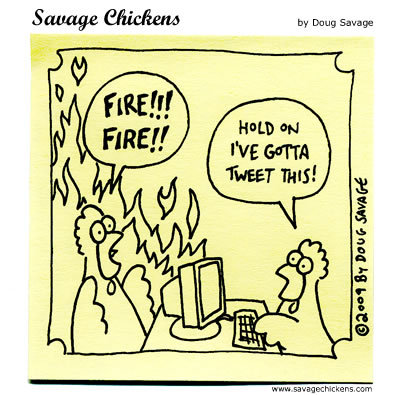 Savage Chickens
by Doug Savage
FIRE!!!
FIRE!!
HOLD ON
I'VE GOTTA
TWEET THIS!
©2009 BY DOUG SAVAGE
www.savagechickens.com